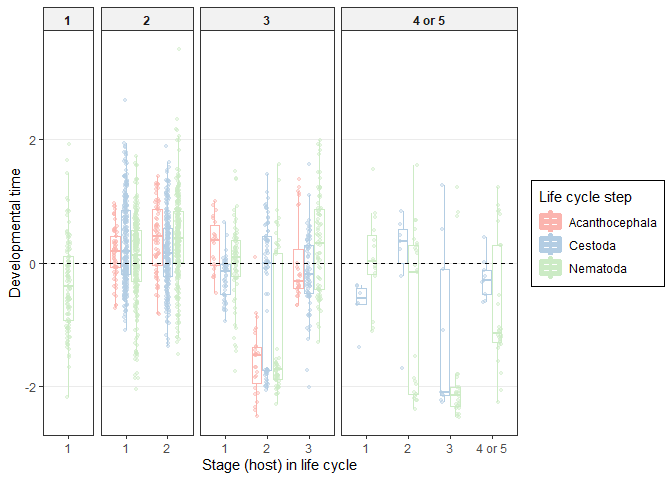 1 2 3 4 or 5
Developmental time
2
0
-2
1 1 2 1 2 3 1 2 3 4 or 5
Stage (host) in life cycle
Life cycle step
Acanthocephala
Cestoda
Nematoda